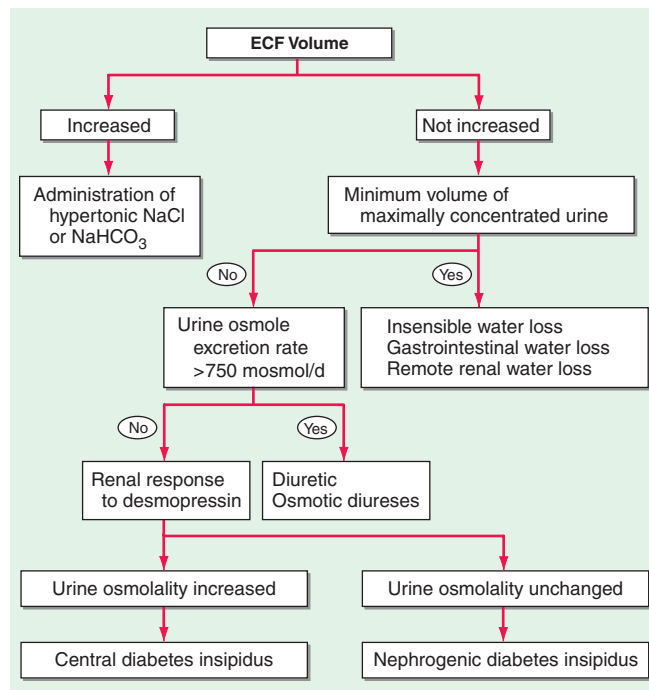 ECF Volume
Increased
Not increased
Administration of
hypertonic NaCl
or NaHCO3
Minimum volume of
maximally concentrated urine
No
Yes
Urine osmole
excretion rate
>750 mosmol/d
Insensible water loss
Gastrointestinal water loss
Remote renal water loss
No
Yes
Renal response
to desmopressin
Diuretic
Osmotic diureses
Urine osmolality increased
Urine osmolality unchanged
Central diabetes insipidus
Nephrogenic diabetes insipidus